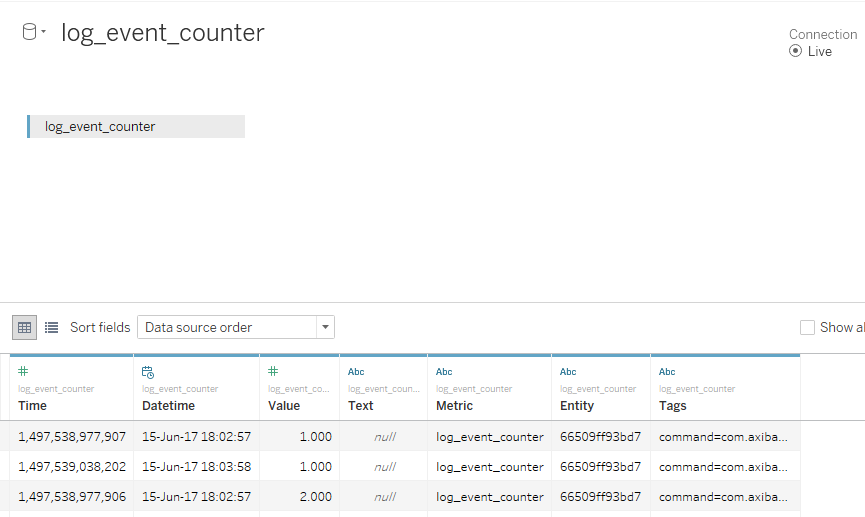 log_event_counter
Connection
Live
log_event_counter
Sort fields Data source order Show al
# # Abc Abc Abc Abc
log_event_counter log_event_counter log_event_co... log_event_coun... log_event_counter log_event_counter log_event_counter
Time Datetime Value Text Metric Entity Tags
1,497,538,977,907 15-Jun-17 18:02:57 1.000 null log_event_counter 66509ff93bd7 command=com.axiba...
1,497,539,038,202 15-Jun-17 18:03:58 1.000 null log_event_counter 66509ff93bd7 command=com.axiba...
1,497,538,977,906 15-Jun-17 18:02:57 2.000 null log_event_counter 66509ff93bd7 command=com.axiba...